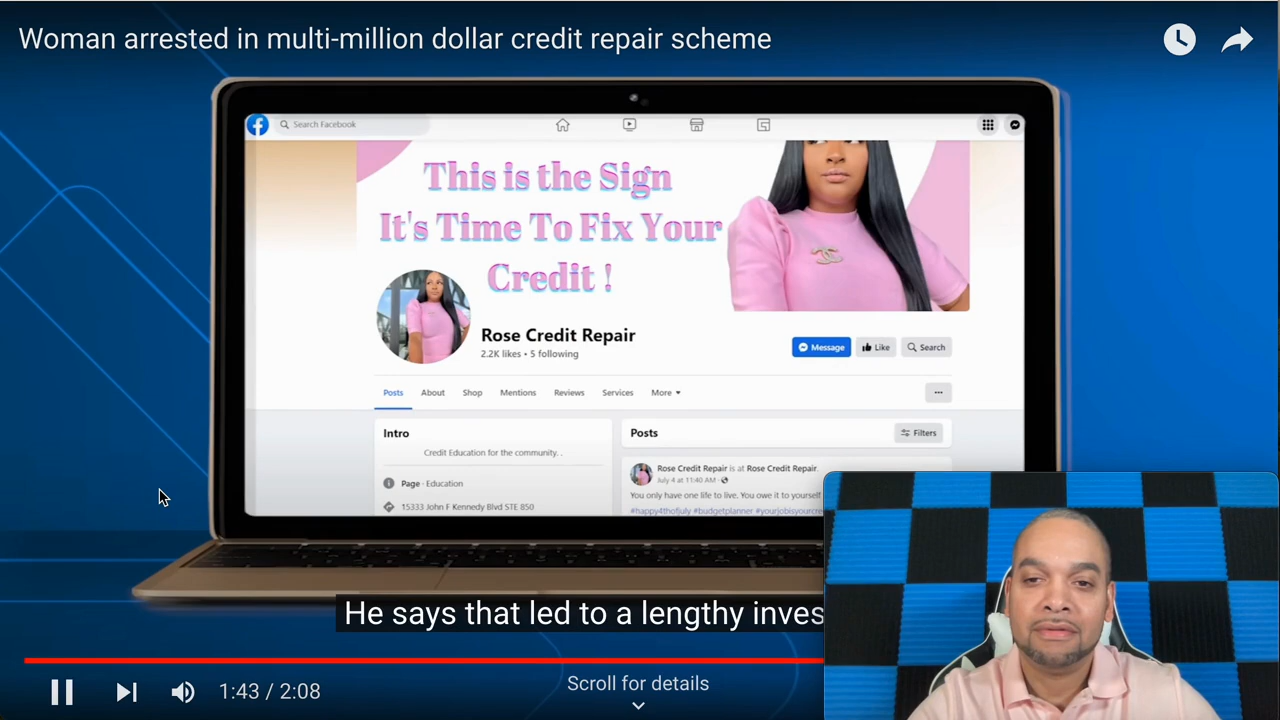 Woman arrested in multi-million dollar credit repair scheme
Search Facebook
This is the Sign
It's Time To Fix Your
Credit !
Rose Credit Repair
2.2K likes • 5 following
Message
Like
Search
Posts
About
Shop
Mentions
Reviews
Services
More
Intro
Credit Education for the community. .
Page · Education
15333 John F Kennedy Blvd STE 850
Posts
Filters
Rose Credit Repair is at Rose Credit Repair.
July 4 at 11:40 AM ·
You only have one life to live. You owe it to yourself
#happy4thofjuly #budgetplanner #yourjobisyourcre
He says that led to a lengthy inves
1:43 / 2:08
Scroll for details